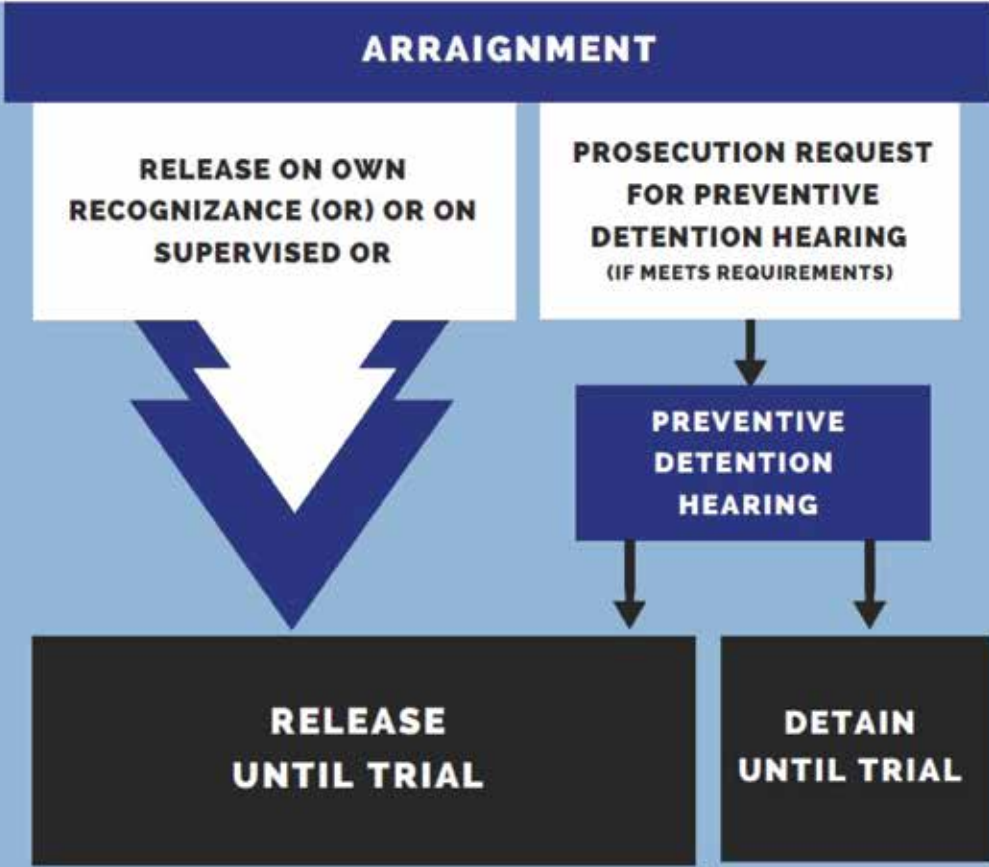 ARRAIGNMENT
RELEASE ON OWN
RECOGNIZANCE (OR) OR ON
SUPERVISED OR
PROSECUTION REQUEST
FOR PREVENTIVE
DETENTION HEARING
(IF MEETS REQUIREMENTS)
PREVENTIVE
DETENTION
HEARING
RELEASE
UNTIL TRIAL
DETAIN
UNTIL TRIAL